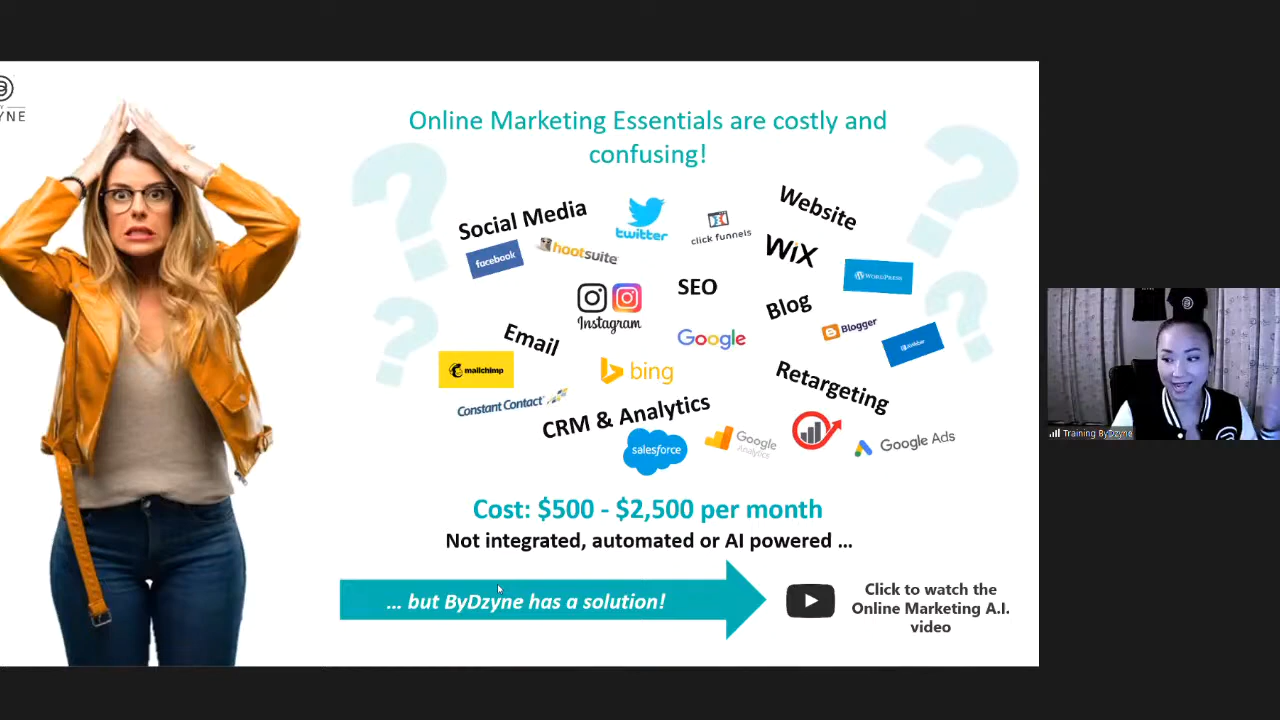 ZYNE
Online Marketing Essentials are costly and
confusing!
Social Media
twitter
click funnels
Website
facebook
hootsuite
WiX
WORDPRESS
Instagram
SEO
Blog
Blogger
Email
Google
mailchimp
bing
Retargeting
Constant Contact
CRM & Analytics
salesforce
Google
Analytics
Google Ads
Cost: $500 - $2,500 per month
Not integrated, automated or AI powered ...
... but ByDzyne has a solution!
Click to watch the
Online Marketing A.I.
video
Training ByDzyne